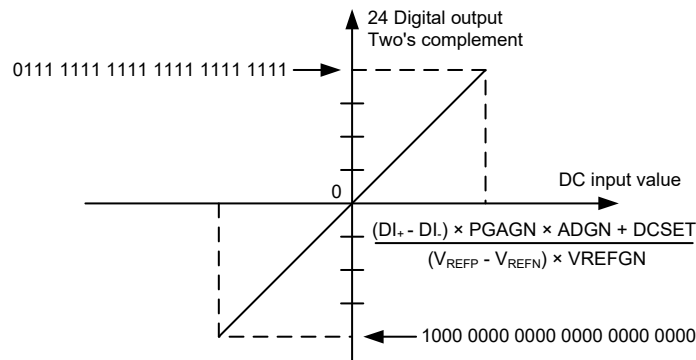 24 Digital output
Two's complement
0111 1111 1111 1111 1111 1111
0
DC input value
(DI+ - DI-) × PGAGN × ADGN + DCSET
(VREFP - VREFN) × VREFGN
1000 0000 0000 0000 0000 0000